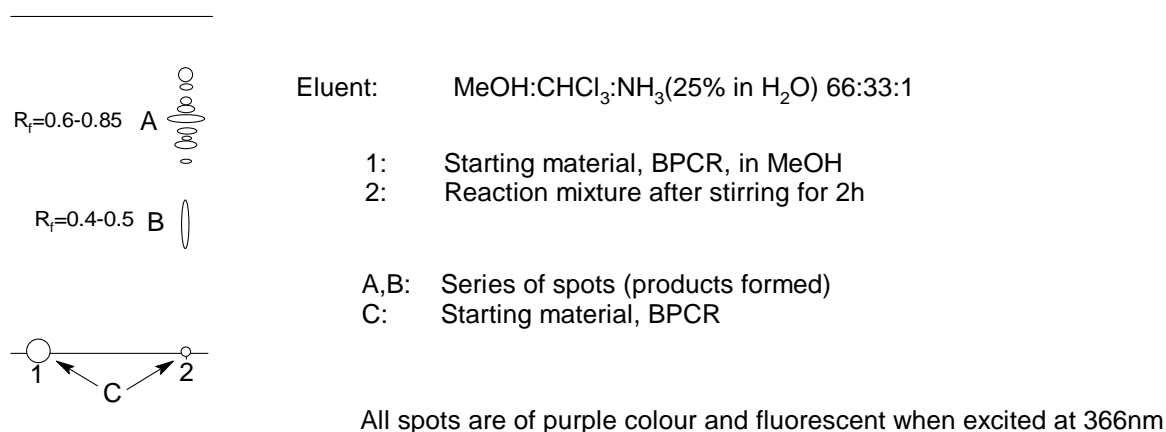 Eluent: MeOH:CHCl₃:NH₃(25% in H₂O) 66:33:1
Rf=0.6-0.85 A
1: Starting material, BPCR, in MeOH
2: Reaction mixture after stirring for 2h
Rf=0.4-0.5 B
A,B: Series of spots (products formed)
C: Starting material, BPCR
1 2
C
All spots are of purple colour and fluorescent when excited at 366nm